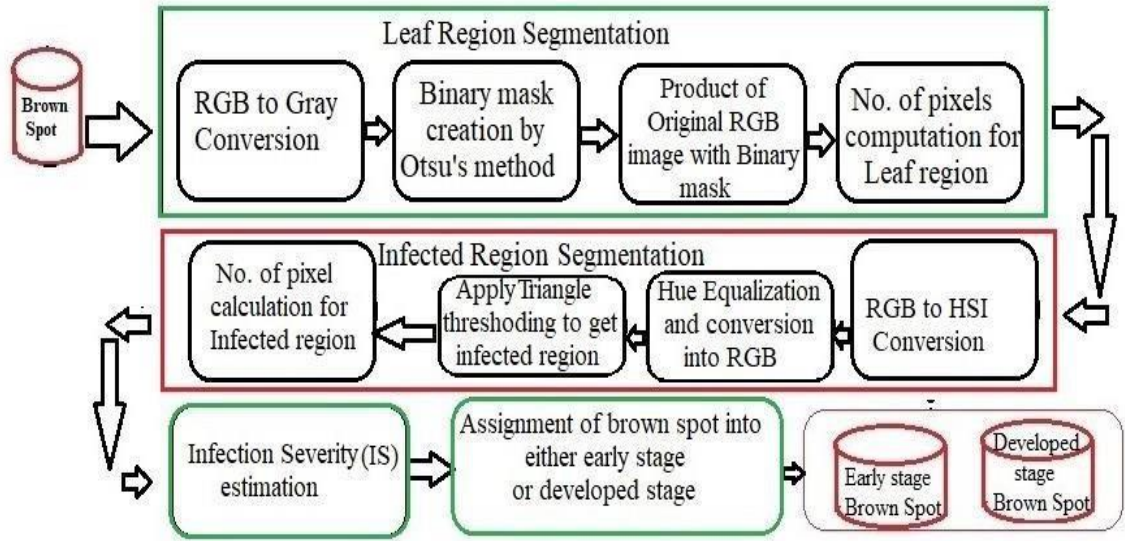 Leaf Region Segmentation
Brown
Spot
RGB to Gray
Conversion
Binary mask
creation by
Otsu's method
Product of
Original RGB
image with Binary
mask
No. of pixels
computation for
Leaf region
Infected Region Segmentation
RGB to HSI
Conversion
Hue Equalization
and conversion
into RGB
Apply Triangle
threshoding to get
infected region
No. of pixel
calculation for
Infected region
Infection Severity (IS)
estimation
Assignment of brown spot into
either early stage
or developed stage
Early stage
Brown Spot
Developed
stage
Brown Spot